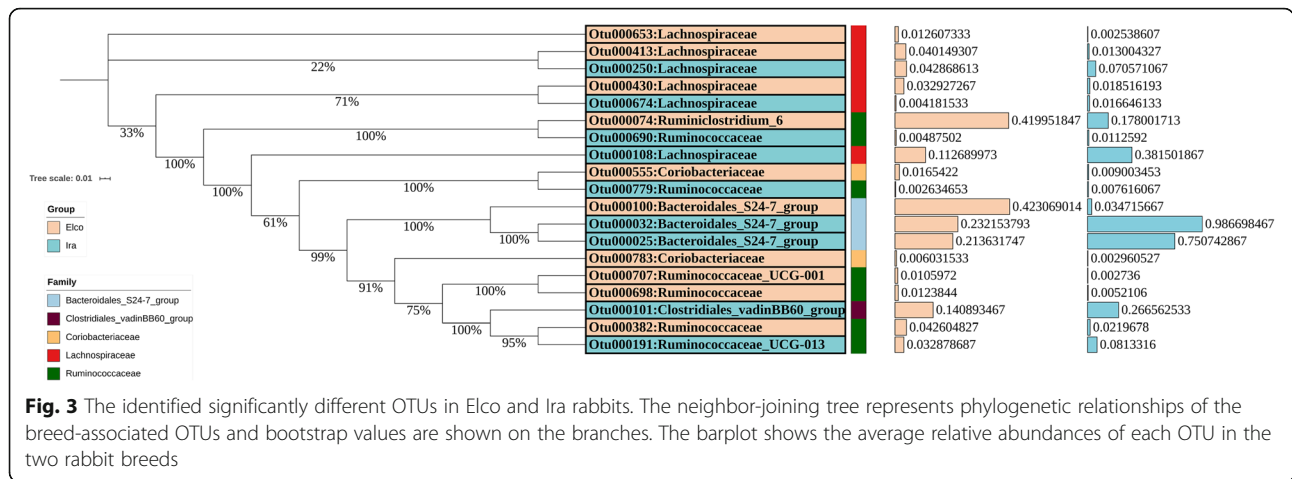 Otu000653:Lachnospiraceae 0.012607333 0.002538607
Otu000413:Lachnospiraceae 0.040149307 0.013004327
22%
Otu000250:Lachnospiraceae 0.042868613 0.070571067
Otu000430:Lachnospiraceae 0.032927267 0.018516193
71%
Otu000674:Lachnospiraceae 0.004181533 0.016646133
Otu000074:Ruminiclostridium_6 0.419951847 0.178001713
33% 100%
Otu000690:Ruminococcaceae 0.00487502 0.0112592
Otu000108:Lachnospiraceae 0.112689973 0.381501867
100%
Otu000555:Coriobacteriaceae 0.0165422 0.009003453
Tree scale: 0.01
100% 100%
Otu000779:Ruminococcaceae 0.002634653 0.007616067
Otu000100:Bacteroidales_S24-7_group 0.423069014 0.034715667
Group
Elco
61% 100%
Otu000032:Bacteroidales_S24-7_group 0.232153793 0.986698467
Ira
100%
Otu000025:Bacteroidales_S24-7_group 0.213631747 0.750742867
99%
Otu000783:Coriobacteriaceae 0.006031533 0.002960527
91%
Otu000707:Ruminococcaceae_UCG-001 0.0105972 0.002736
Family
100%
Otu000698:Ruminococcaceae 0.0123844 0.0052106
Bacteroidales_S24-7_group
75%
Otu000101:Clostridiales_vadinBB60_group 0.140893467 0.266562533
Clostridiales_vadinBB60_group
100%
Otu000382:Ruminococcaceae 0.042604827 0.0219678
Coriobacteriaceae
95%
Otu000191:Ruminococcaceae_UCG-013 0.032878687 0.0813316
Lachnospiraceae
Ruminococcaceae
Fig. 3 The identified significantly different OTUs in Elco and Ira rabbits. The neighbor-joining tree represents phylogenetic relationships of the
breed-associated OTUs and bootstrap values are shown on the branches. The barplot shows the average relative abundances of each OTU in the
two rabbit breeds